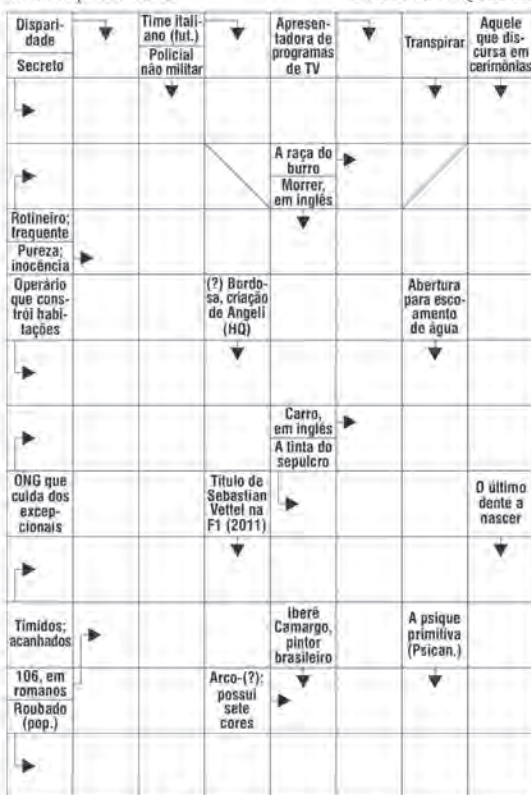 Dispari-
dade
Secreto
Time itali-
ano (fut.)
Policial
não militar
Apresen-
tadora de
programas
de TV
Transpirar
Aquele
que dis-
cursa em
cerimônias
A raça do
burro
Morrer,
em inglês
Rotineiro;
frequente
Pureza;
inocência
Operário
que cons-
trói habi-
tações
(?) Bordo-
sa, criação
de Angeli
(HQ)
Abertura
para escoa-
mento
de água
Carro,
em inglês
A tinta do
sepulcro
ONG que
cuida dos
excep-
cionais
Título de
Sebastian
Vettel na
F1 (2011)
O último
dente a
nascer
Tímidos;
acanhados
Iberê
Camargo,
pintor
brasileiro
A psique
primitiva
(Psican.)
106, em
romanos
Roubado
(pop.)
Arco-(?):
possui
sete
cores